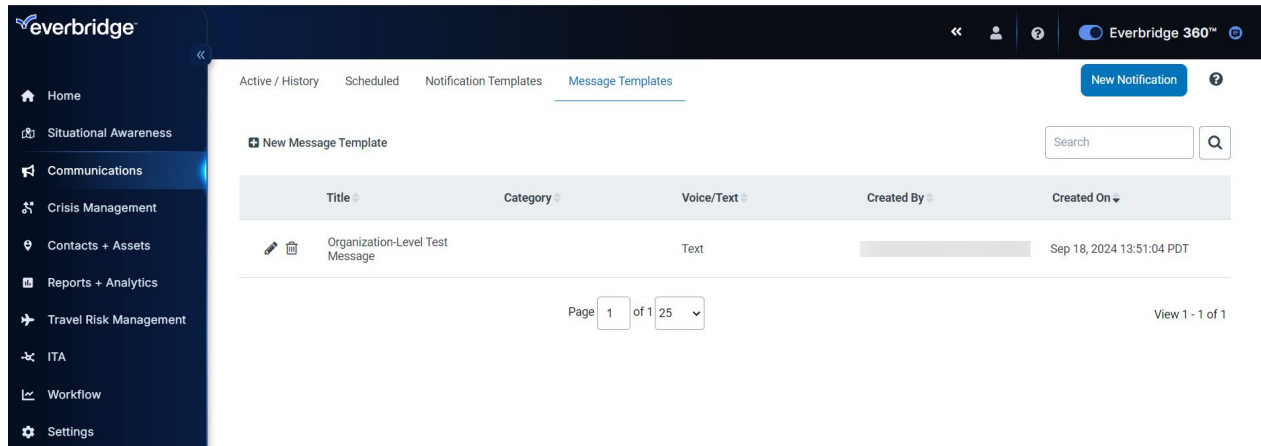 everbridge™
Everbridge 360™
Home
Situational Awareness
Communications
Crisis Management
Contacts + Assets
Reports + Analytics
Travel Risk Management
ITA
Workflow
Settings
Active / History Scheduled Notification Templates Message Templates
New Notification
New Message Template
Search
Title Category Voice/Text Created By Created On
Organization-Level Test
Message
Text
Sep 18, 2024 13:51:04 PDT
Page 1 of 1 25
View 1 - 1 of 1